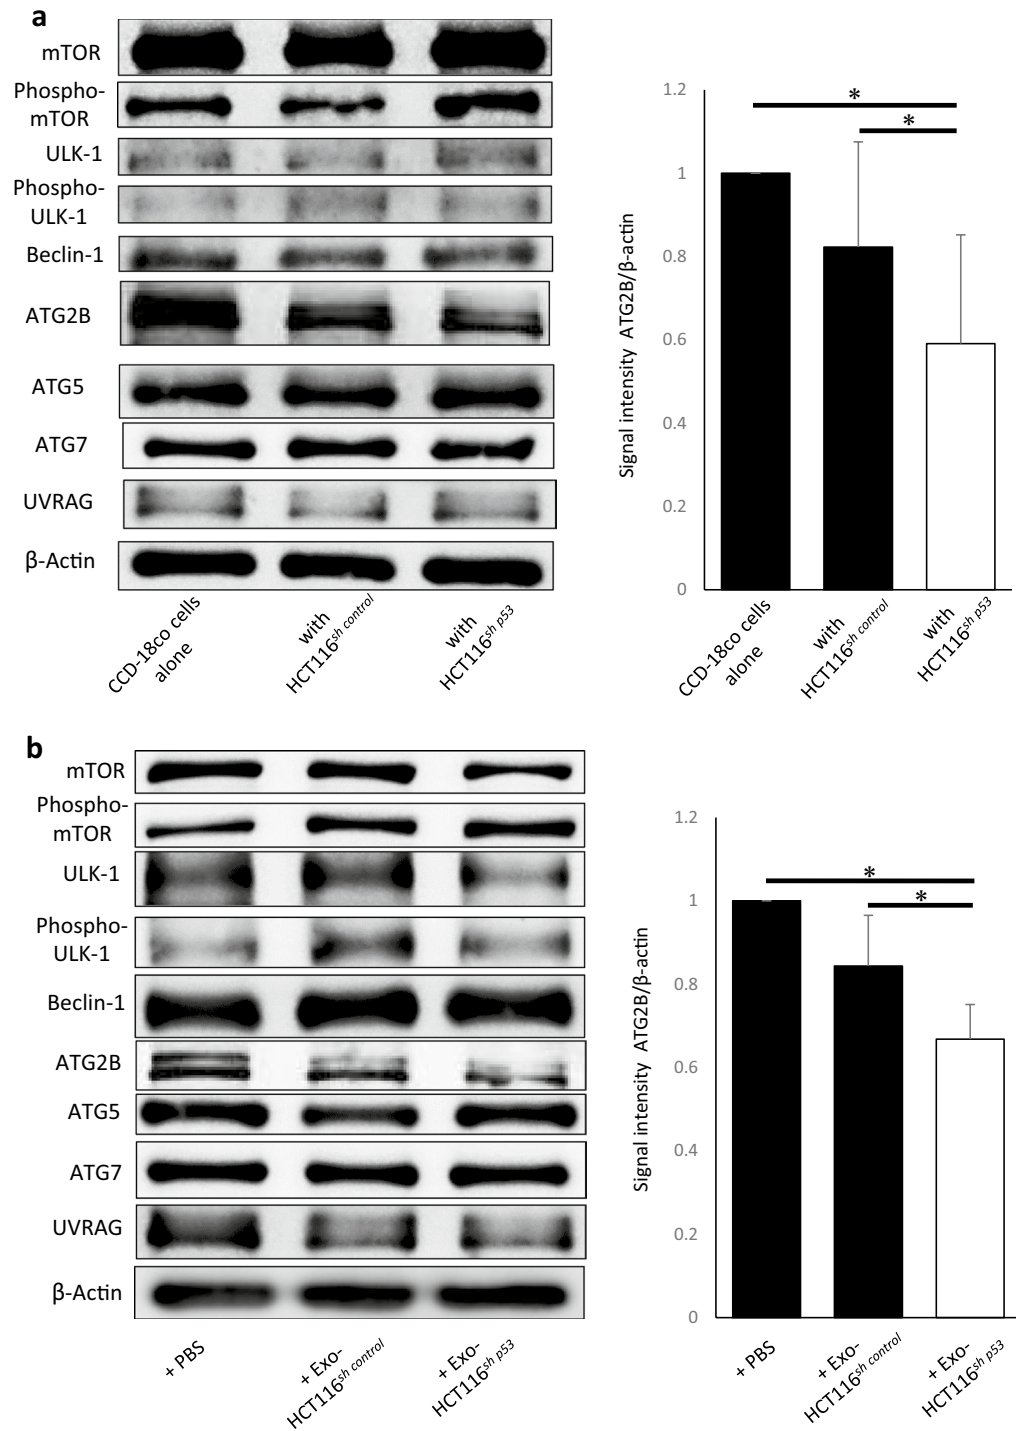 a
mTOR
Phospho-
mTOR
ULK-1
Phospho-
ULK-1
Beclin-1
ATG2B
ATG5
ATG7
UVRAG
β-Actin
CCD-18co cells
alone
with
HCT116sh control
with
HCT116sh p53
Signal intensity ATG2B/β-actin
1.2
1
0.8
0.6
0.4
0.2
0
*
*
CCD-18co cells
alone
with
HCT116sh control
with
HCT116sh p53
b
mTOR
Phospho-
mTOR
ULK-1
Phospho-
ULK-1
Beclin-1
ATG2B
ATG5
ATG7
UVRAG
β-Actin
+ PBS
+ Exo-
HCT116sh control
+ Exo-
HCT116sh p53
Signal intensity ATG2B/β-actin
1.2
1
0.8
0.6
0.4
0.2
0
*
*
+ PBS
+ Exo-
HCT116sh control
+ Exo-
HCT116sh p53